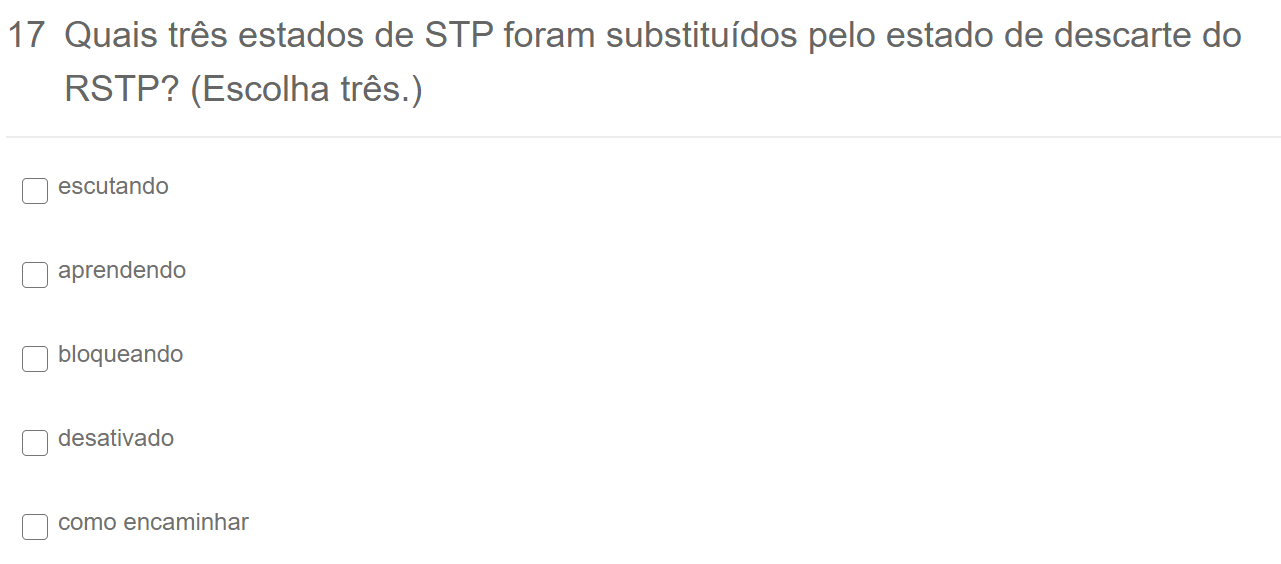 17 Quais três estados de STP foram substituídos pelo estado de descarte do
RSTP? (Escolha três.)
escutando
aprendendo
bloqueando
desativado
como encaminhar